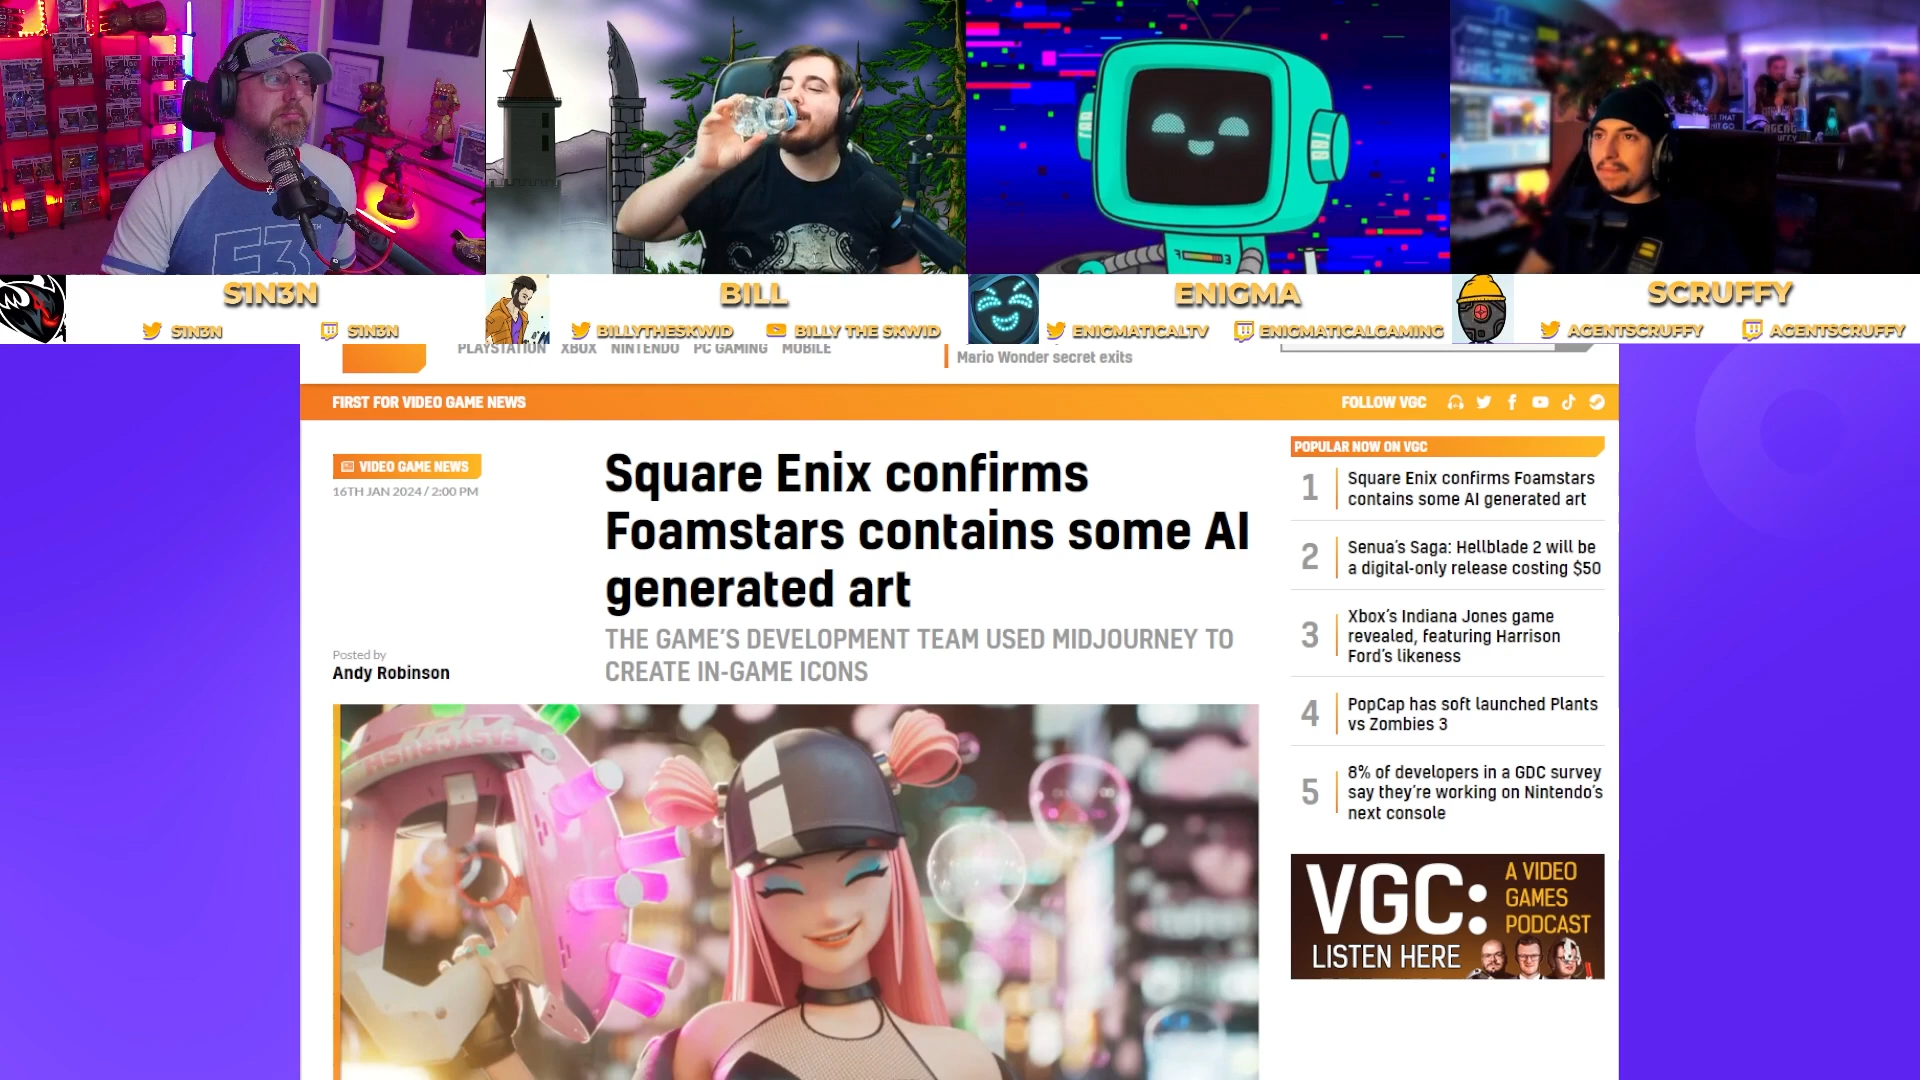 E3
S1N3N
S1N3N
S1N3N
BILL
BILLYTHESKWID
BILLY THE SKWID
ENIGMA
ENIGMATICALTV
ENIGMATICALGAMING
SCRUFFY
AGENTSCRUFFY
AGENTSCRUFFY
PLAYSTATION XBOX NINTENDO PC GAMING MOBILE
Mario Wonder secret exits
FIRST FOR VIDEO GAME NEWS
FOLLOW VGC
VIDEO GAME NEWS
16TH JAN 2024 / 2:00 PM
Posted by
Andy Robinson
Square Enix confirms
Foamstars contains some AI
generated art
THE GAME'S DEVELOPMENT TEAM USED MIDJOURNEY TO
CREATE IN-GAME ICONS
POPULAR NOW ON VGC
1
Square Enix confirms Foamstars
contains some AI generated art
2
Senua's Saga: Hellblade 2 will be
a digital-only release costing $50
3
Xbox's Indiana Jones game
revealed, featuring Harrison
Ford's likeness
4
PopCap has soft launched Plants
vs Zombies 3
5
8% of developers in a GDC survey
say they're working on Nintendo's
next console
VGC:
A VIDEO
GAMES
PODCAST
LISTEN HERE